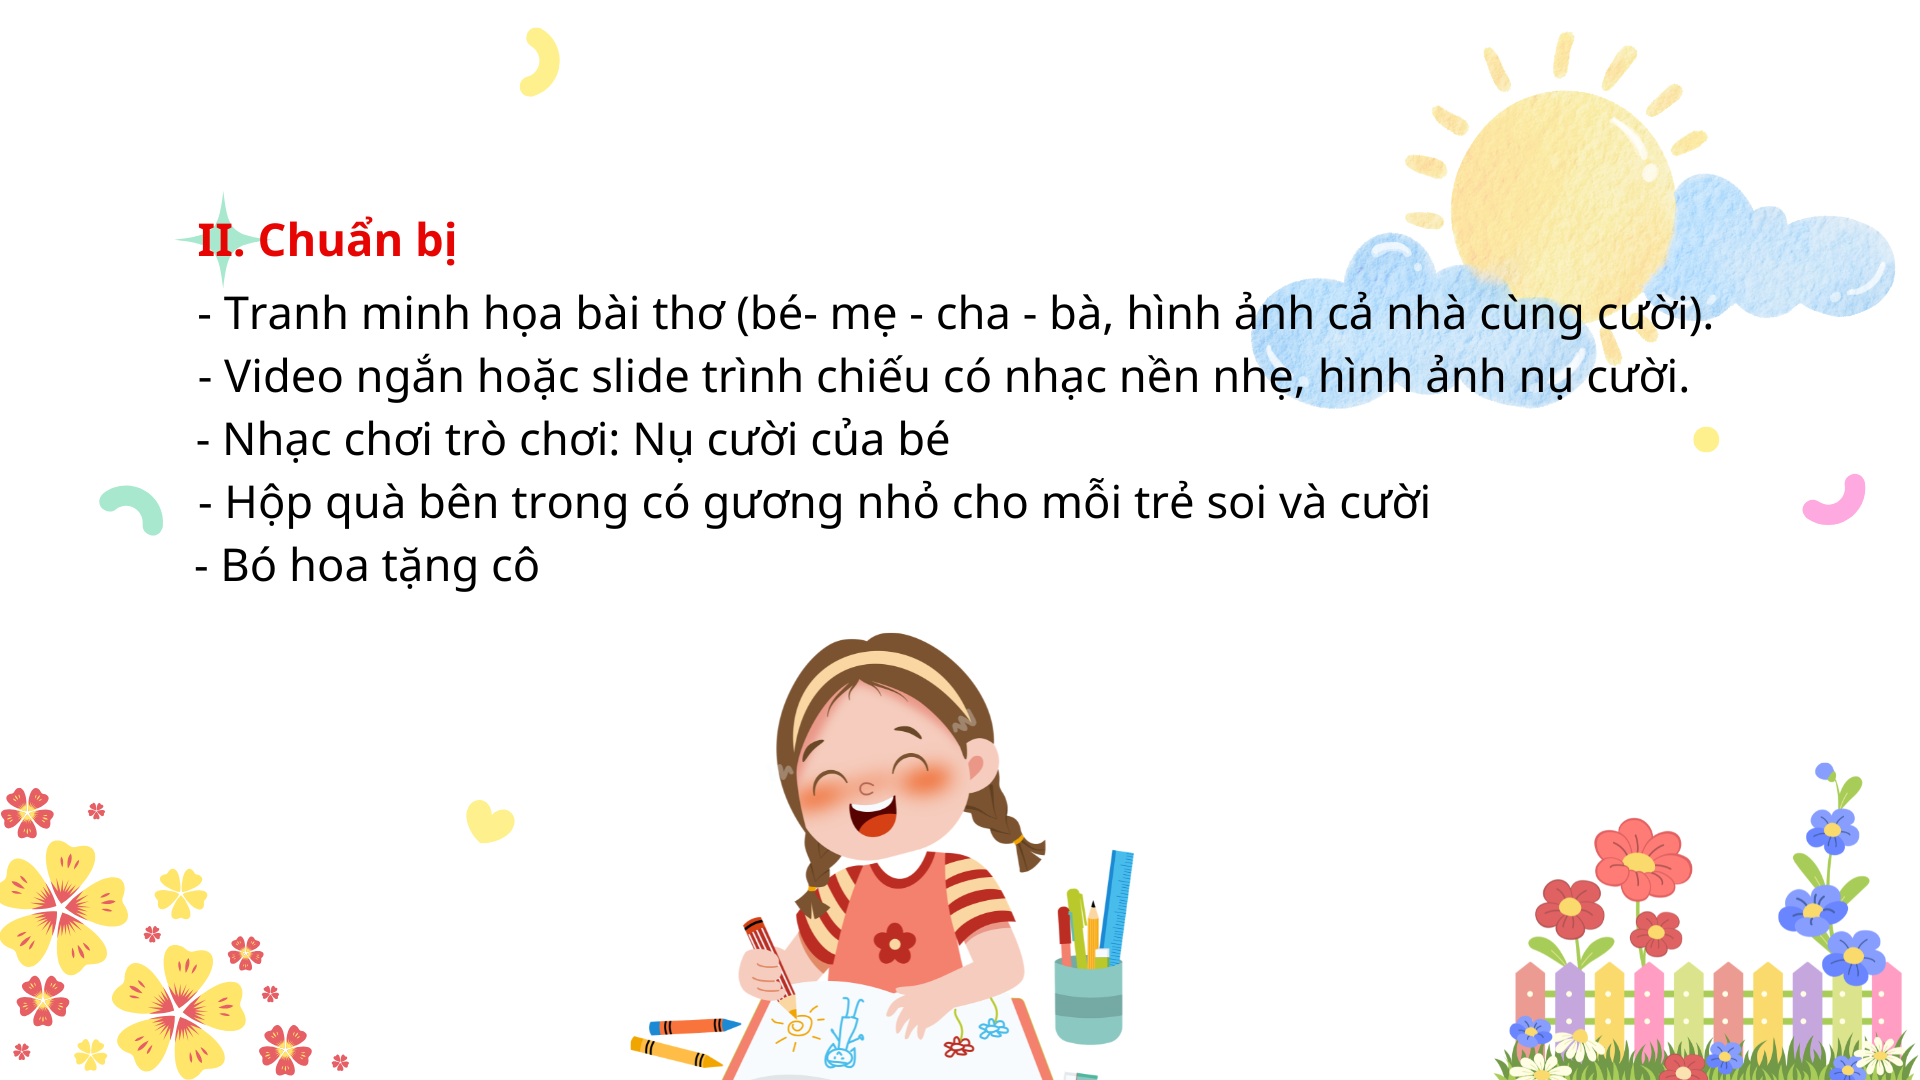 II. Chuẩn bị
- Tranh minh họa bài thơ (bé- mẹ - cha - bà, hình ảnh cả nhà cùng cười).
- Video ngắn hoặc slide trình chiếu có nhạc nền nhẹ, hình ảnh nụ cười.
- Nhạc chơi trò chơi: Nụ cười của bé
- Hộp quà bên trong có gương nhỏ cho mỗi trẻ soi và cười
- Bó hoa tặng cô